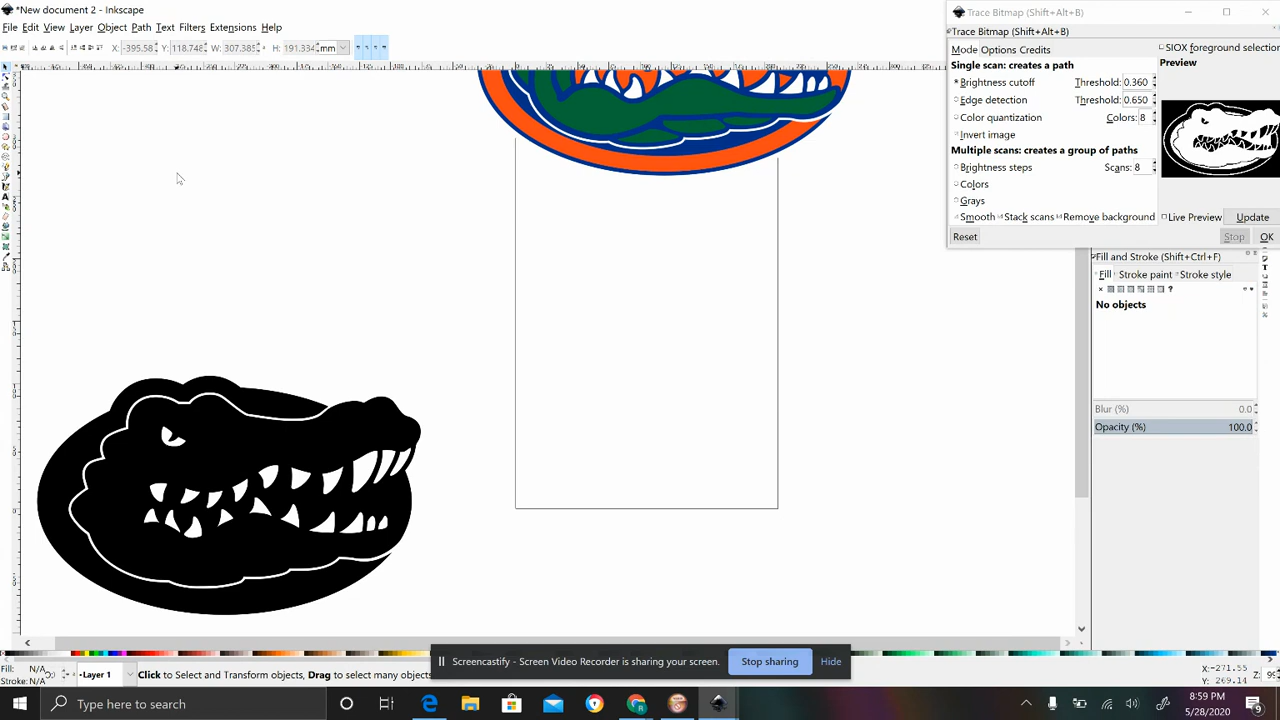 *New document 2 - Inkscape
File Edit View Layer Object Path Text Filters Extensions Help
X: -395.58 Y: 118.748 W: 307.385 H: 191.334 mm
Trace Bitmap (Shift+Alt+B)
Trace Bitmap (Shift+Alt+B)
Mode Options Credits
SIOX foreground selection
Single scan: creates a path
Preview
Brightness cutoff Threshold: 0.360
Edge detection Threshold: 0.650
Color quantization Colors: 8
Invert image
Multiple scans: creates a group of paths
Brightness steps Scans: 8
Colors
Grays
Smooth Stack scans Remove background
Live Preview Update
Reset Stop OK
Fill and Stroke (Shift+Ctrl+F)
Fill Stroke paint Stroke style
?
No objects
Blur (%) 0.0
Opacity (%) 100.0
Screencastify - Screen Video Recorder is sharing your screen. Stop sharing Hide
Fill: N/A
Stroke: N/A
Layer 1
Click to Select and Transform objects, Drag to select many objects
X: -271.55
Y: 269.14
Z:
Type here to search
8:59 PM
5/28/2020